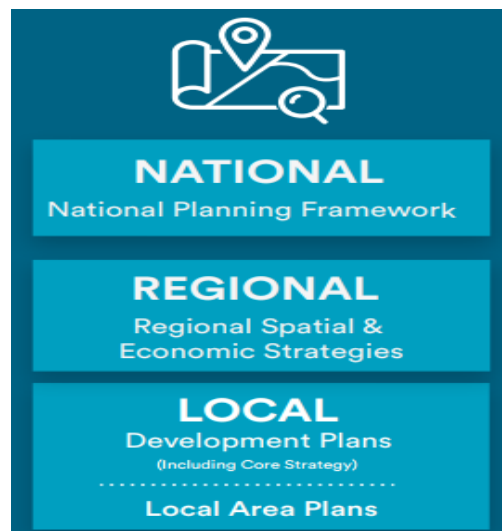 NATIONAL
National Planning Framework
REGIONAL
Regional Spatial &
Economic Strategies
LOCAL
Development Plans
(Including Core Strategy)
Local Area Plans